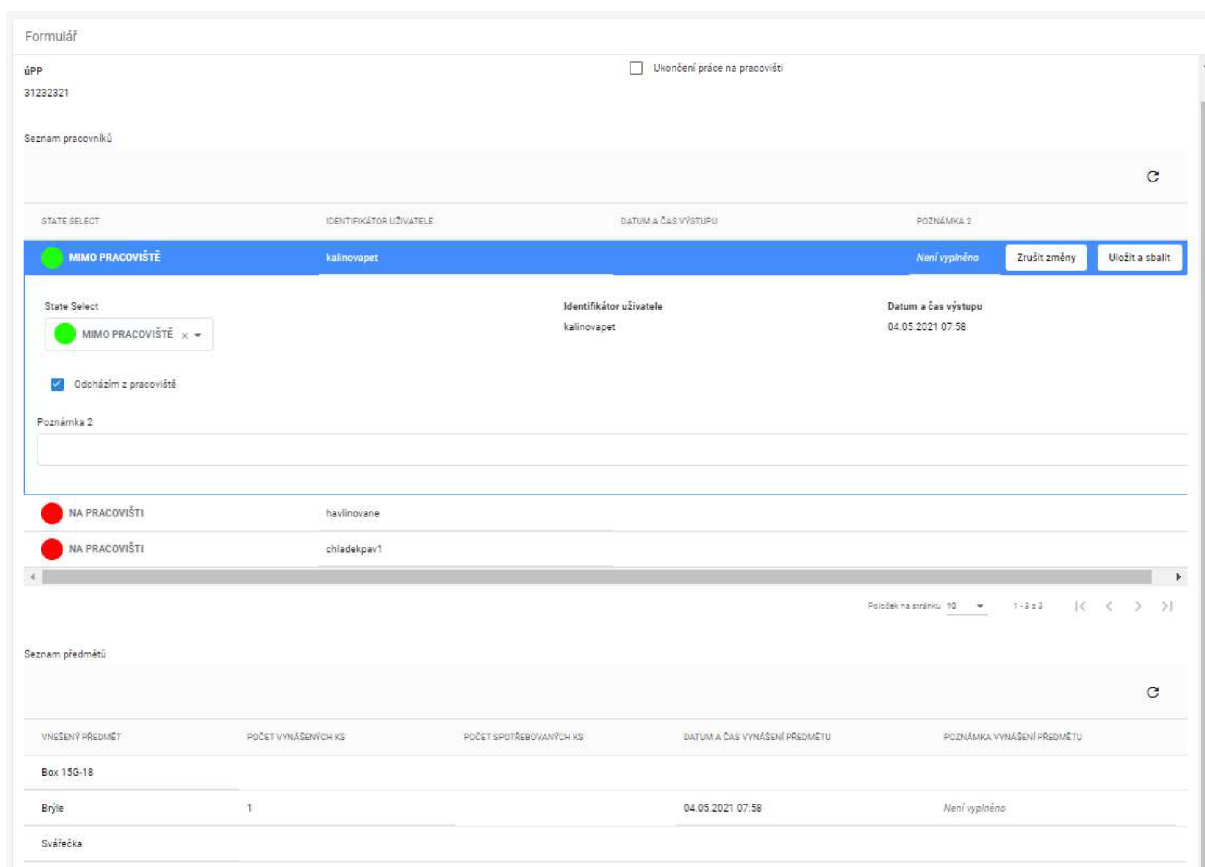 Formulář
úPP
Ukončení práce na pracovišti
31232321
Seznam pracovníků
STATE SELECT IDENTIFIKÁTOR UŽIVATELE DATUM A ČAS VÝSTUPU POZNÁMKA 2
MIMO PRACOVIŠTĚ kalinovapet Není vyplněno Zrušit změny Uložit a sbalit
State Select Identifikátor uživatele Datum a čas výstupu
MIMO PRACOVIŠTĚ kalinovapet 04.05.2021 07:58
Odcházím z pracoviště
Poznámka 2
NA PRACOVIŠTI havlinovane
NA PRACOVIŠTI chladekpav1
Položek na stránku 10 1 - 3 z 3
Seznam předmětů
VNEŠENÝ PŘEDMĚT POČET VYNÁŠENÝCH KS POČET SPOTŘEBOVANÝCH KS DATUM A ČAS VYNÁŠENÍ PŘEDMĚTU POZNÁMKA VYNÁŠENÍ PŘEDMĚTU
Box 15G-18
Brýle 1 04.05.2021 07:58 Není vyplněno
Svářečka